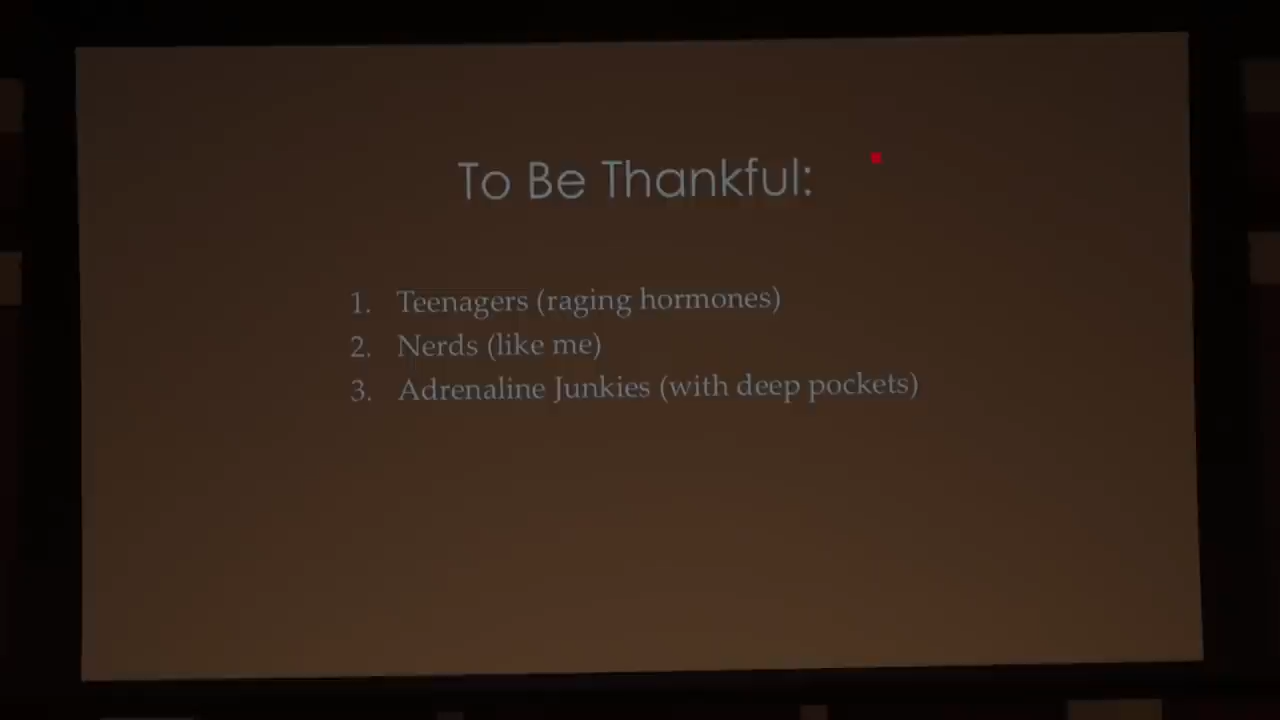 To Be Thankful:
1. Teenagers (raging hormones)
2. Nerds (like me)
3. Adrenaline Junkies (with deep pockets)